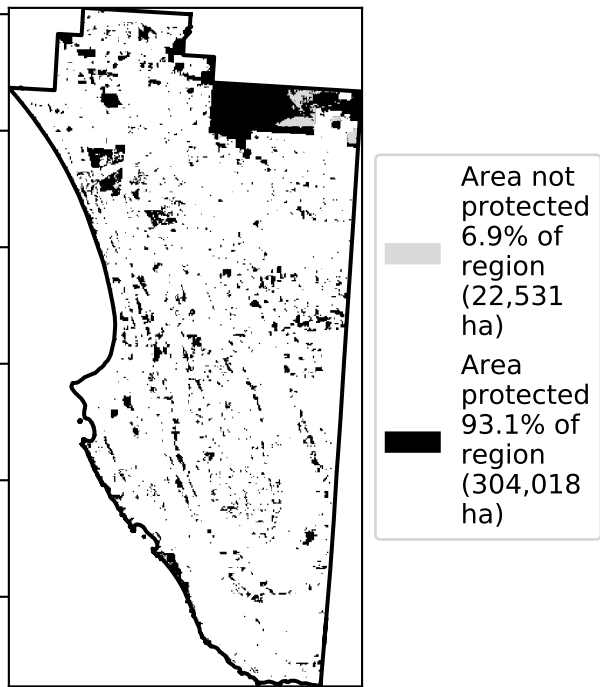 Area not
protected
6.9% of
region
(22,531
ha)
Area
protected
93.1% of
region
(304,018
ha)